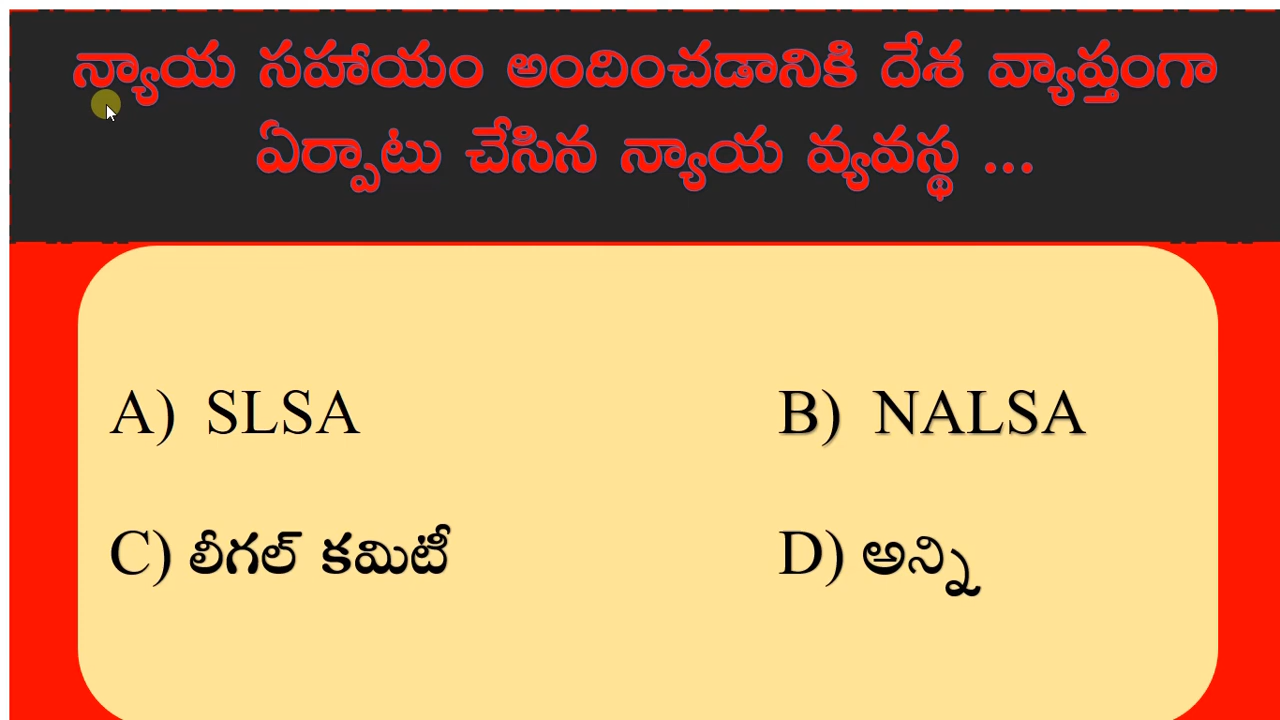 న్యాయ సహాయం అందించడానికి దేశ వ్యాప్తంగా
ఏర్పాటు చేసిన న్యాయ వ్యవస్థ ...
A) SLSA
B) NALSA
C) లీగల్ కమిటీ
D) అన్ని